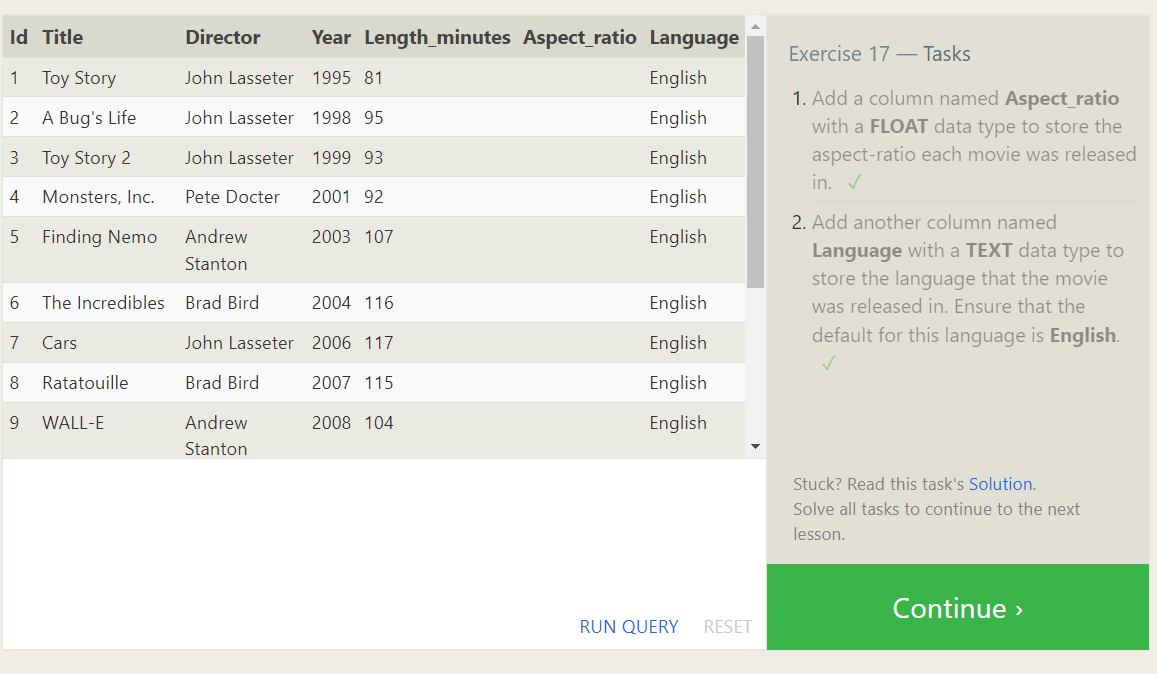 Id Title Director Year Length_minutes Aspect_ratio Language
1 Toy Story John Lasseter 1995 81 English
2 A Bug's Life John Lasseter 1998 95 English
3 Toy Story 2 John Lasseter 1999 93 English
4 Monsters, Inc. Pete Docter 2001 92 English
5 Finding Nemo Andrew 2003 107 English
Stanton
6 The Incredibles Brad Bird 2004 116 English
7 Cars John Lasseter 2006 117 English
8 Ratatouille Brad Bird 2007 115 English
9 WALL-E Andrew 2008 104 English
Stanton
RUN QUERY RESET
Exercise 17 — Tasks
1. Add a column named Aspect_ratio
with a FLOAT data type to store the
aspect-ratio each movie was released
in. ✓
2. Add another column named
Language with a TEXT data type to
store the language that the movie
was released in. Ensure that the
default for this language is English.
✓
Stuck? Read this task's Solution.
Solve all tasks to continue to the next
lesson.
Continue ›